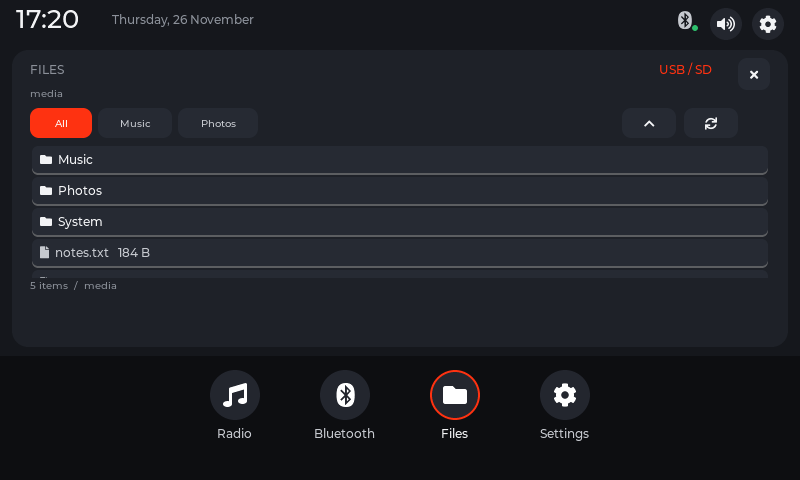 17:20
Thursday, 26 November
FILES
USB / SD
media
All
Music
Photos
Music
Photos
System
notes.txt 184 B
5 items / media
Radio
Bluetooth
Files
Settings